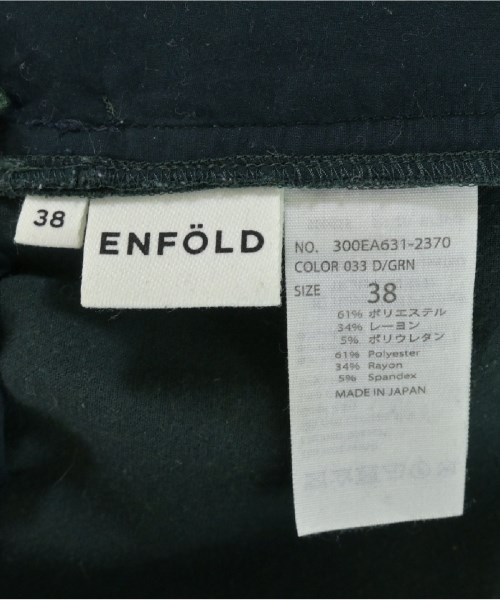 38
ENFÖLD
NO. 300EA631-2370
COLOR 033 D/GRN
SIZE 38
61% ポリエステル
34% レーヨン
5% ポリウレタン
61% Polyester
34% Rayon
5% Spandex
MADE IN JAPAN